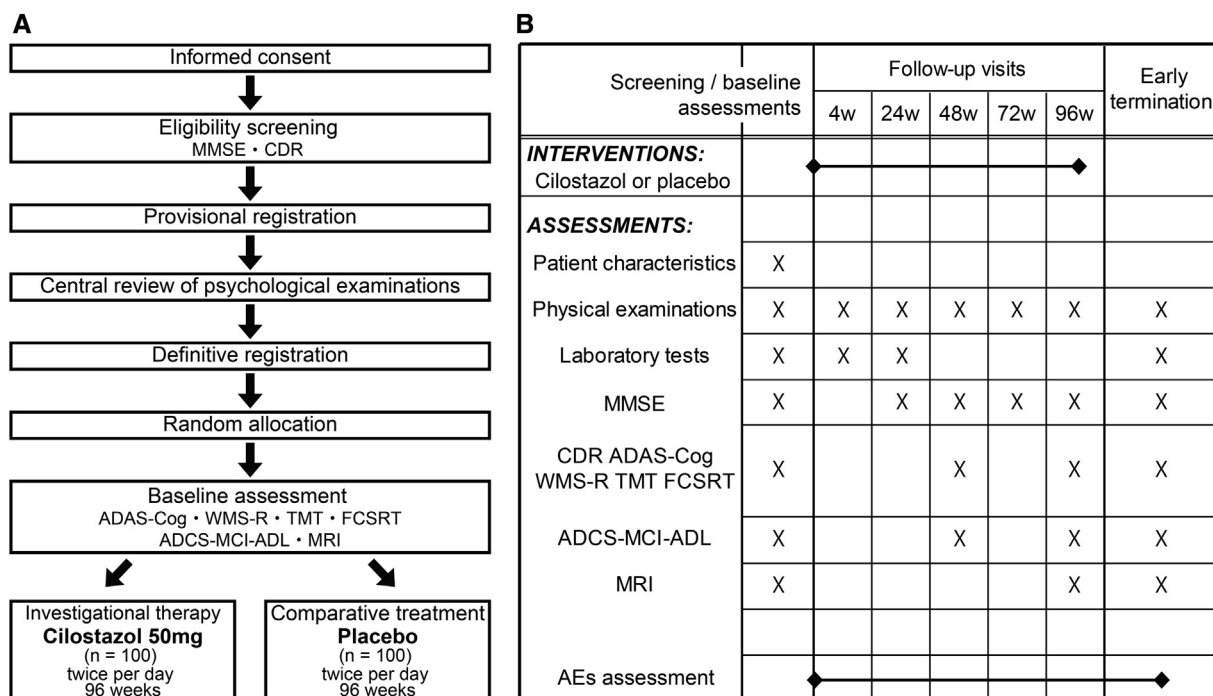 A
Informed consent
Eligibility screening
MMSE・CDR
Provisional registration
Central review of psychological examinations
Definitive registration
Random allocation
Baseline assessment
ADAS-Cog・WMS-R・TMT・FCSRT
ADCS-MCI-ADL・MRI
Investigational therapy
Cilostazol 50mg
(n = 100)
twice per day
96 weeks
Comparative treatment
Placebo
(n = 100)
twice per day
96 weeks
B
Screening / baseline
assessments
Follow-up visits
Early
termination
4w 24w 48w 72w 96w
INTERVENTIONS:
Cilostazol or placebo
ASSESSMENTS:
Patient characteristics X
Physical examinations X X X X X X X
Laboratory tests X X X X
MMSE X X X X X X
CDR ADAS-Cog
WMS-R TMT FCSRT X X X X
ADCS-MCI-ADL X X X X
MRI X X X
AEs assessment